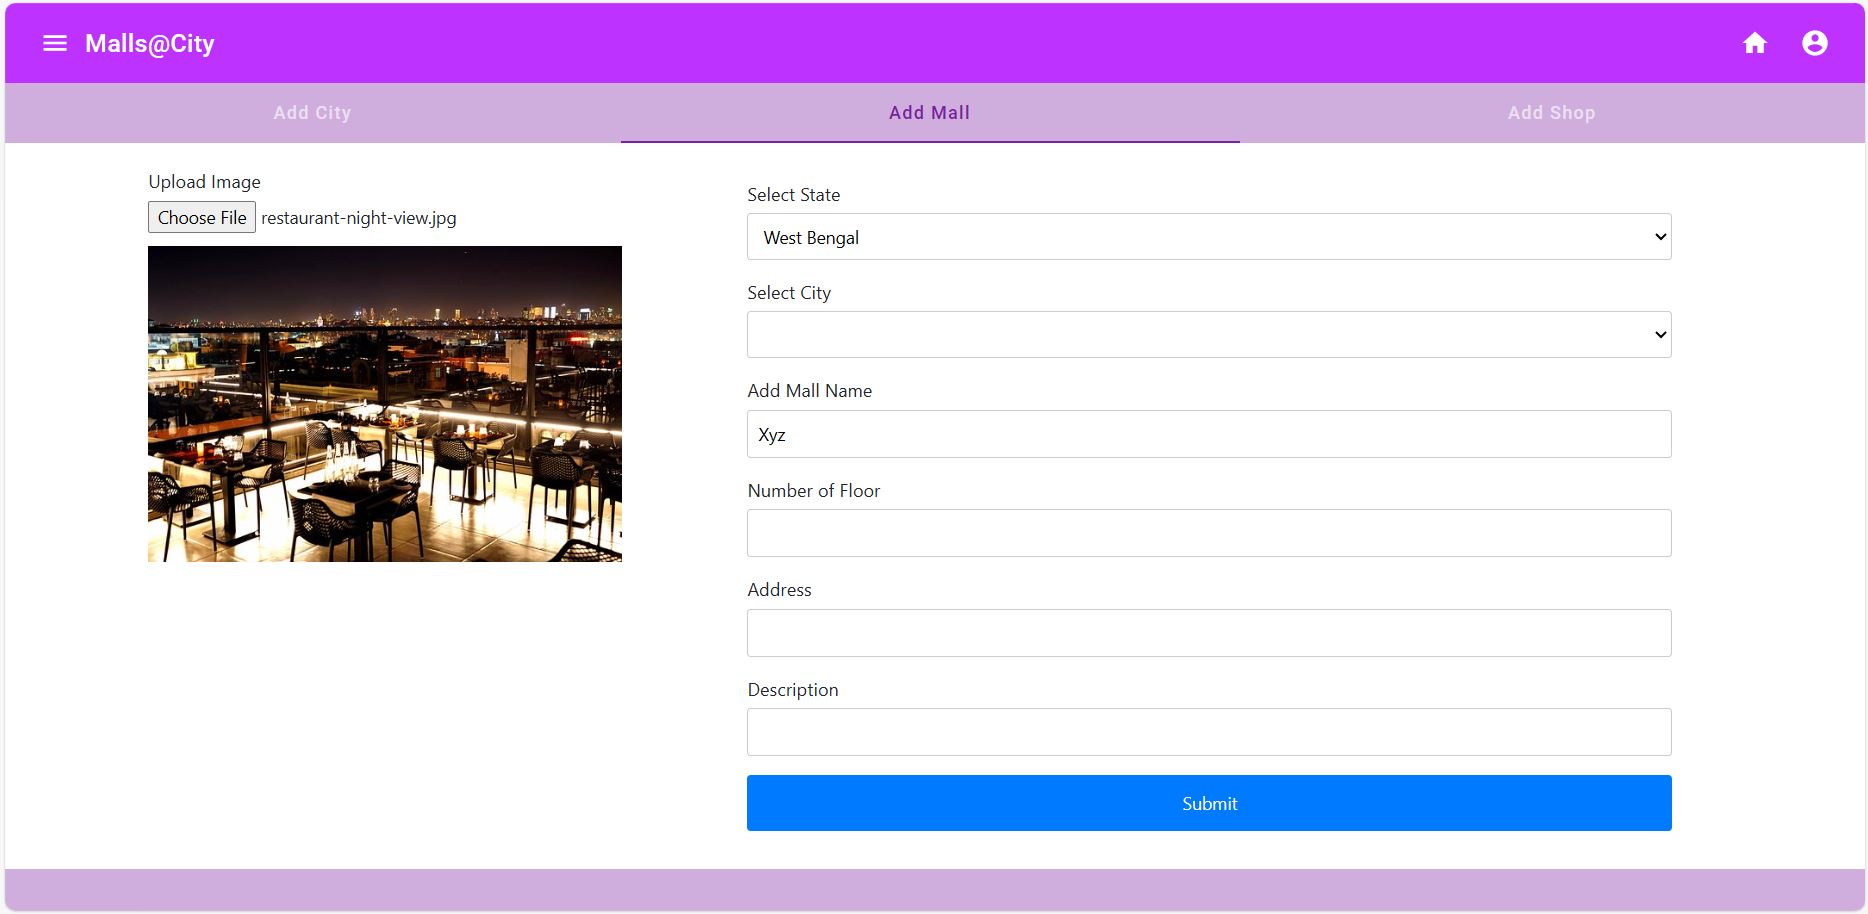 Malls@City
Add City
Add Mall
Add Shop
Upload Image
Choose File restaurant-night-view.jpg
Select State
West Bengal
Select City
Add Mall Name
Xyz
Number of Floor
Address
Description
Submit